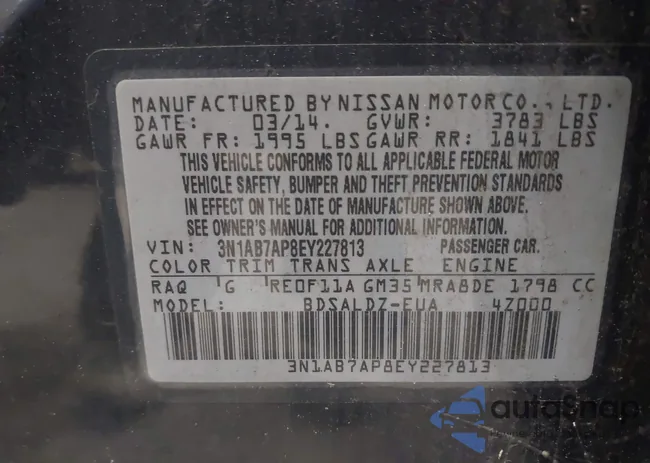 MANUFACTURED BY NISSAN MOTOR CO., LTD.
DATE: 03/14. GVWR: 3783 LBS
GAWR FR: 1995 LBS GAWR RR: 1841 LBS
THIS VEHICLE CONFORMS TO ALL APPLICABLE FEDERAL MOTOR
VEHICLE SAFETY, BUMPER AND THEFT PREVENTION STANDARDS
IN EFFECT ON THE DATE OF MANUFACTURE SHOWN ABOVE.
SEE OWNER'S MANUAL FOR ADDITIONAL INFORMATION.
VIN: 3N1AB7AP8EY227813 PASSENGER CAR.
COLOR TRIM TRANS AXLE ENGINE
RAQ G RE0F11A GM35 MRA8DE 1798 CC
MODEL: BDSALDZ-EUA 4Z000
3N1AB7AP8EY227813
autoSnap